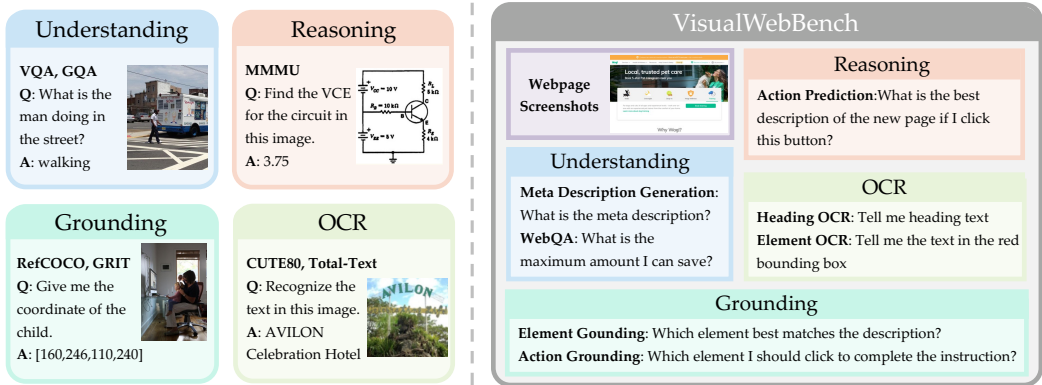 Understanding
VQA, GQA
Q: What is the
man doing in
the street?
A: walking
Reasoning
MMMU
Q: Find the VCE
for the circuit in
this image.
A: 3.75
Grounding
RefCOCO, GRIT
Q: Give me the
coordinate of the
child.
A: [160,246,110,240]
OCR
CUTE80, Total-Text
Q: Recognize the
text in this image.
A: AVILON
Celebration Hotel
AVILON
VisualWebBench
Webpage
Screenshots
Local, trusted pet care
Why Wag!?
Reasoning
Action Prediction:What is the best
description of the new page if I click
this button?
Understanding
Meta Description Generation:
What is the meta description?
WebQA: What is the
maximum amount I can save?
OCR
Heading OCR: Tell me heading text
Element OCR: Tell me the text in the red
bounding box
Grounding
Element Gounding: Which element best matches the description?
Action Grounding: Which element I should click to complete the instruction?